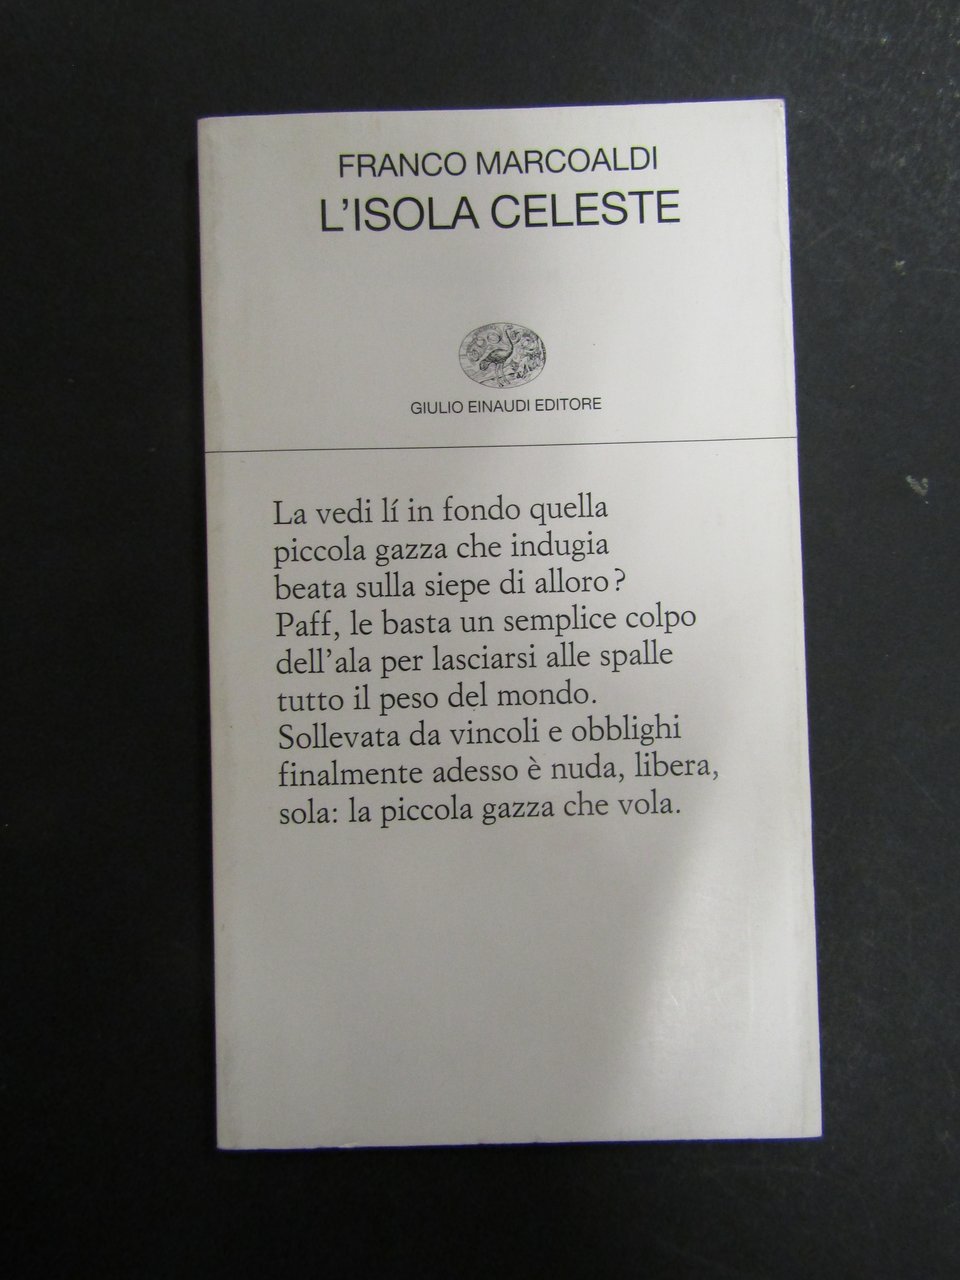 FRANCO MARCOALDI
L'ISOLA CELESTE
GIULIO EINAUDI EDITORE
La vedi lí in fondo quella
piccola gazza che indugia
beata sulla siepe di alloro?
Paff, le basta un semplice colpo
dell'ala per lasciarsi alle spalle
tutto il peso del mondo.
Sollevata da vincoli e obblighi
finalmente adesso è nuda, libera,
sola: la piccola gazza che vola.